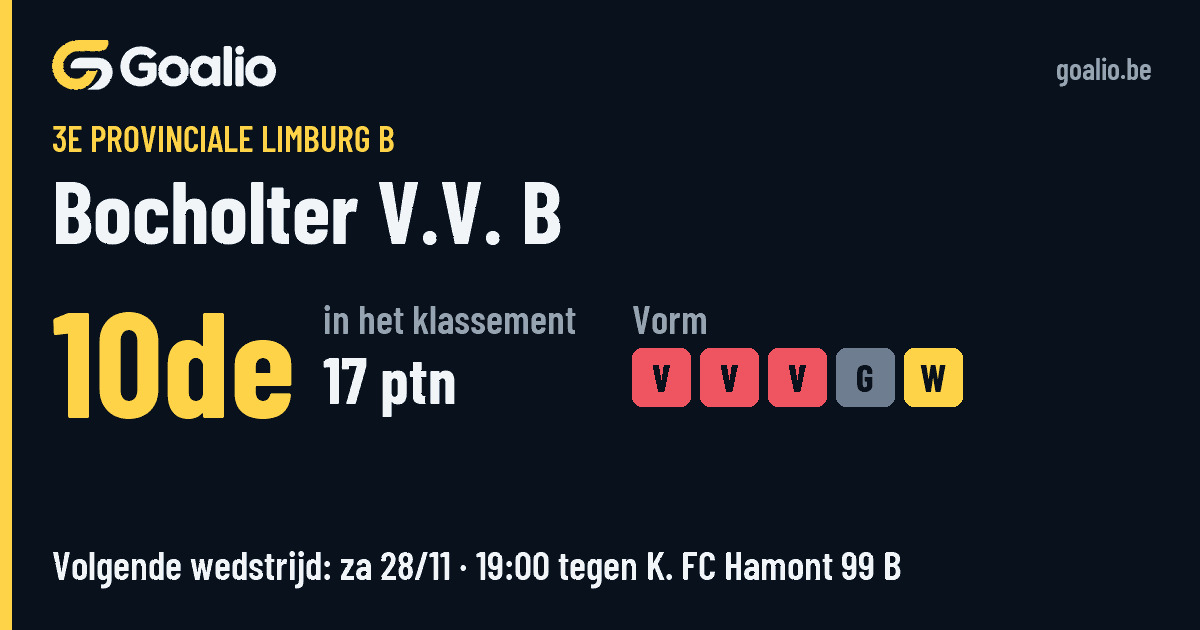 Goalio
goalio.be
3E PROVINCIALE LIMBURG B
Bocholter V.V. B
10de
in het klassement
17 ptn
Vorm
V V V G W
Volgende wedstrijd: za 28/11 · 19:00 tegen K. FC Hamont 99 B